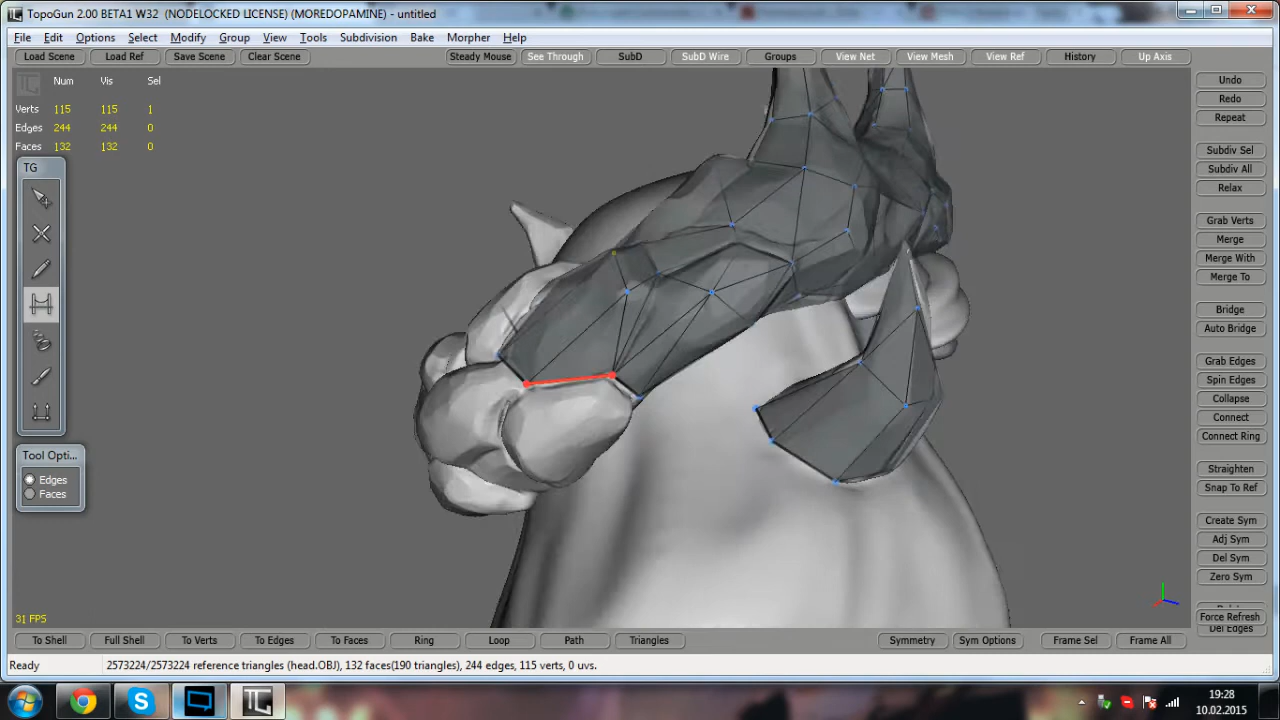 TopoGun 2.00 BETA1 W32 (NODELOCKED LICENSE) (MOREDOPAMINE) - untitled
File Edit Options Select Modify Group View Tools Subdivision Bake Morpher Help
Load Scene Load Ref Save Scene Clear Scene Steady Mouse See Through SubD SubD Wire Groups View Net View Mesh View Ref History Up Axis
Num Vis Sel
Verts 115 115 1
Edges 244 244 0
Faces 132 132 0
TG
Tool Opti...
Edges
Faces
Undo
Redo
Repeat
Subdiv Sel
Subdiv All
Relax
Grab Verts
Merge
Merge With
Merge To
Bridge
Auto Bridge
Grab Edges
Spin Edges
Collapse
Connect
Connect Ring
Straighten
Snap To Ref
Create Sym
Adj Sym
Del Sym
Zero Sym
Force Refresh
Del Edges
31 FPS
To Shell Full Shell To Verts To Edges To Faces Ring Loop Path Triangles Symmetry Sym Options Frame Sel Frame All
Ready 2573224/2573224 reference triangles (head.OBJ), 132 faces(190 triangles), 244 edges, 115 verts, 0 uvs.
19:28
10.02.2015